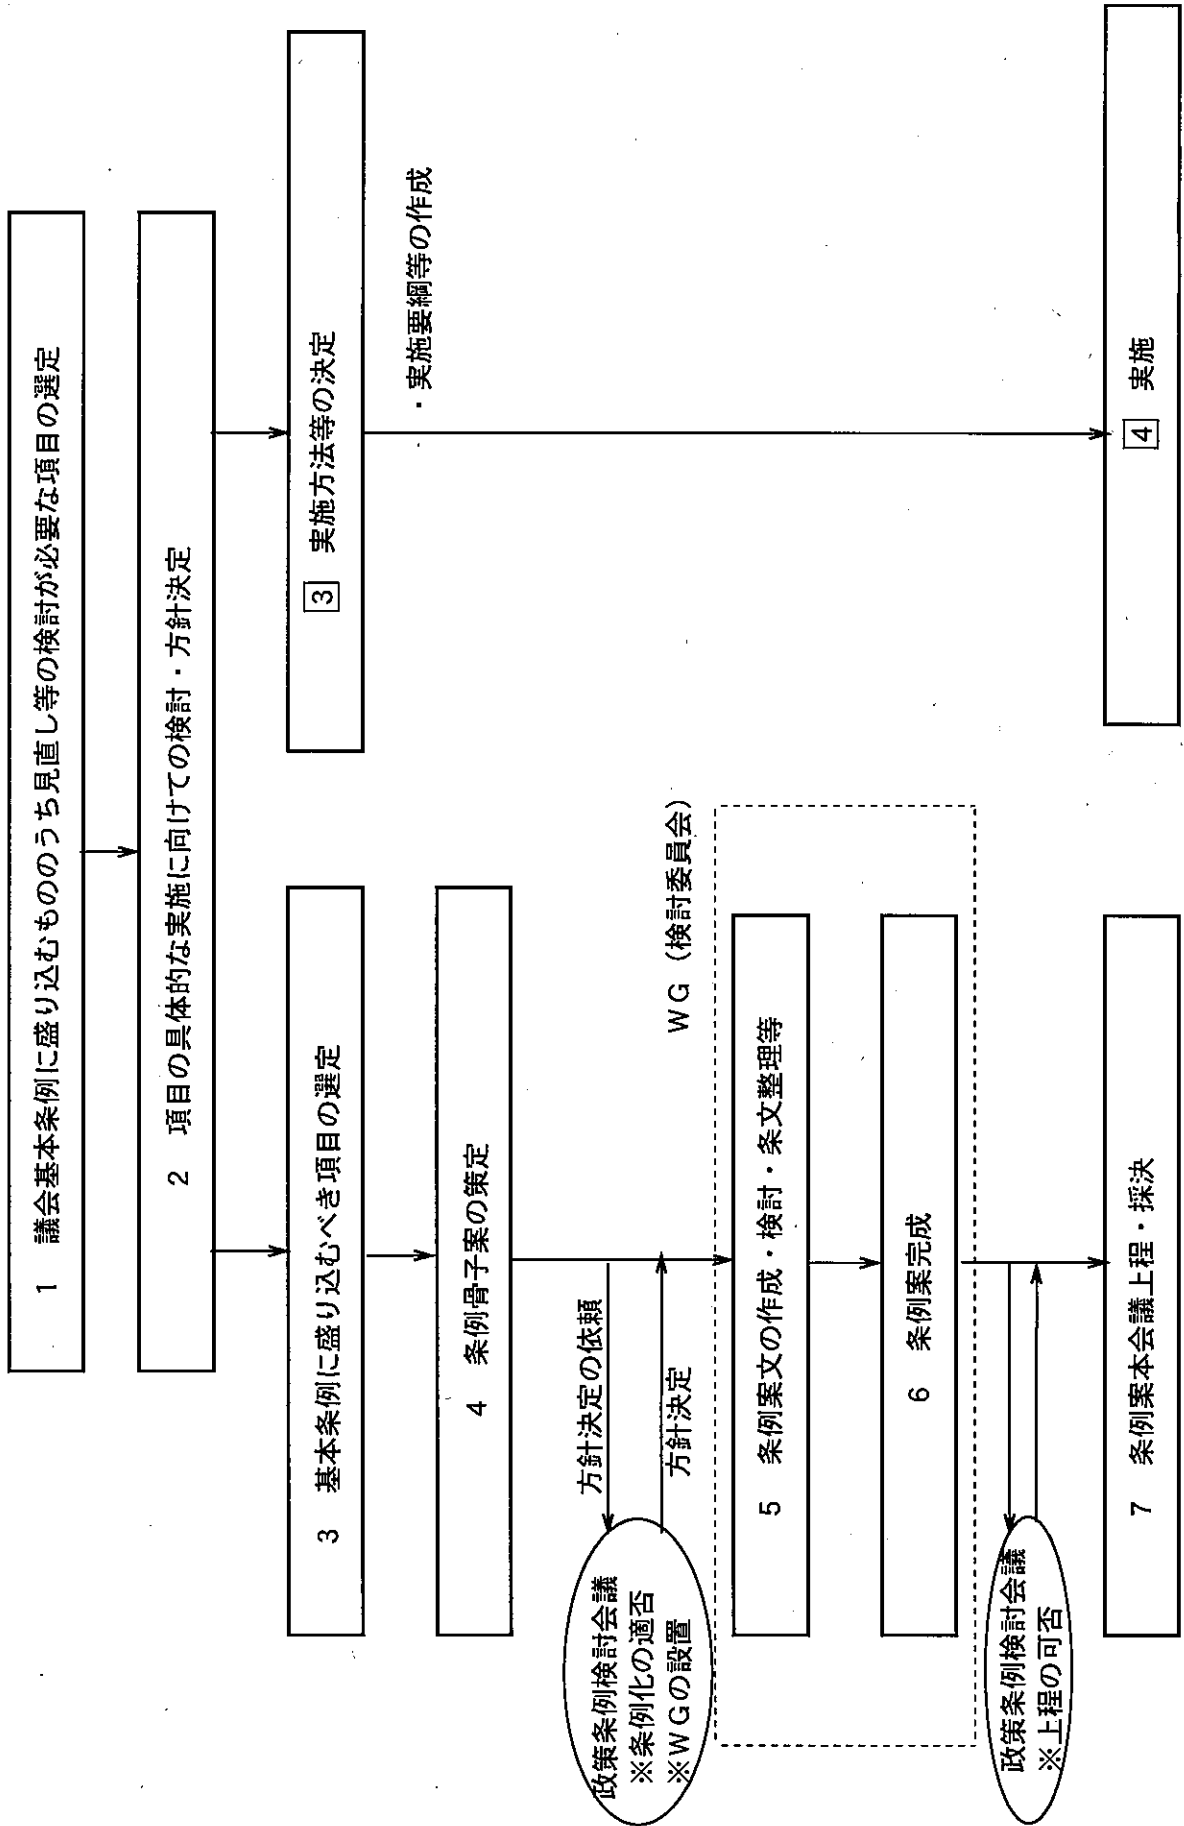 1 議会基本条例に盛り込むもののうち見直し等の検討が必要な項目の選定
2 項目の具体的な実施に向けての検討・方針決定
3 基本条例に盛り込むべき項目の選定
3 実施方法等の決定
・実施要綱等の作成
4 条例骨子案の策定
方針決定の依頼
方針決定
政策条例検討会議
※条例化の適否
※WGの設置
WG（検討委員会）
5 条例案文の作成・検討・条文整理等
6 条例案完成
政策条例検討会議
※上程の可否
7 条例案本会議上程・採決
4 実施